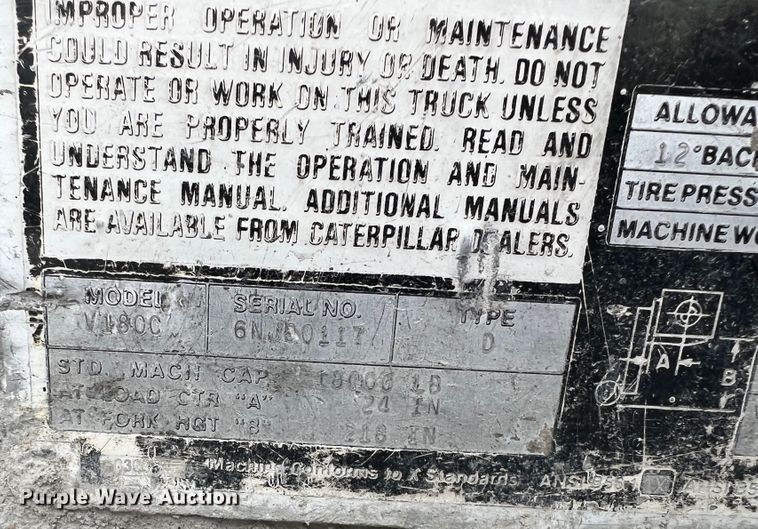 IMPROPER OPERATION OR MAINTENANCE
COULD RESULT IN INJURY OR DEATH. DO NOT
OPERATE OR WORK ON THIS TRUCK UNLESS
YOU ARE PROPERLY TRAINED. READ AND
UNDERSTAND THE OPERATION AND MAIN-
TENANCE MANUAL. ADDITIONAL MANUALS
ARE AVAILABLE FROM CATERPILLAR DEALERS.
MODEL SERIAL NO. TYPE
V180C D
STD. MACH CAP. 18000 LB
AT LOAD CTR "A" 24 IN
AT FORK HGT "B" IN
Machine Conforms to X Standards ANSI
X
ALLOWA
12°BACK
TIRE PRESS
MACHINE W
A
B
Purple Wave Auction